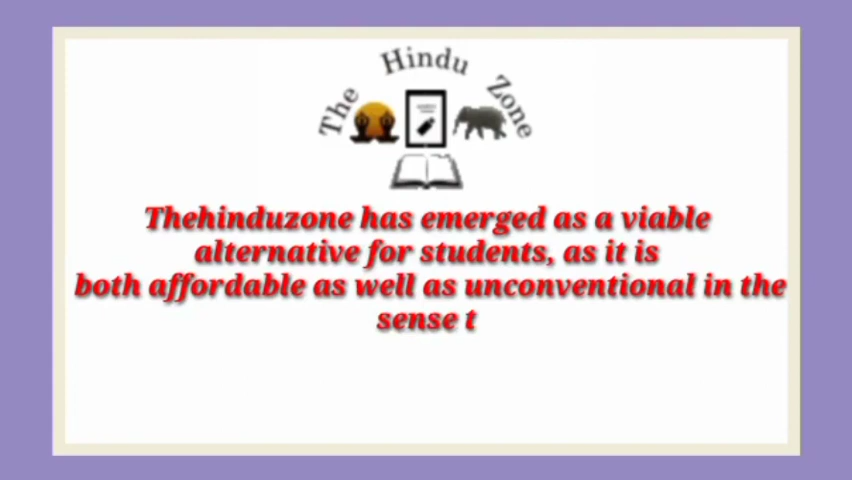 The Hindu Zone
Thehinduzone has emerged as a viable
alternative for students, as it is
both affordable as well as unconventional in the
sense t